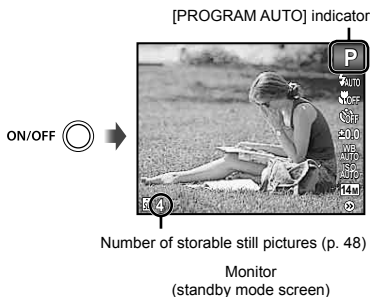 [PROGRAM AUTO] indicator
P
AUTO
OFF
OFF
±0.0
WB
AUTO
ISO
AUTO
14M
ON/OFF
4
Number of storable still pictures (p. 48)
Monitor
(standby mode screen)